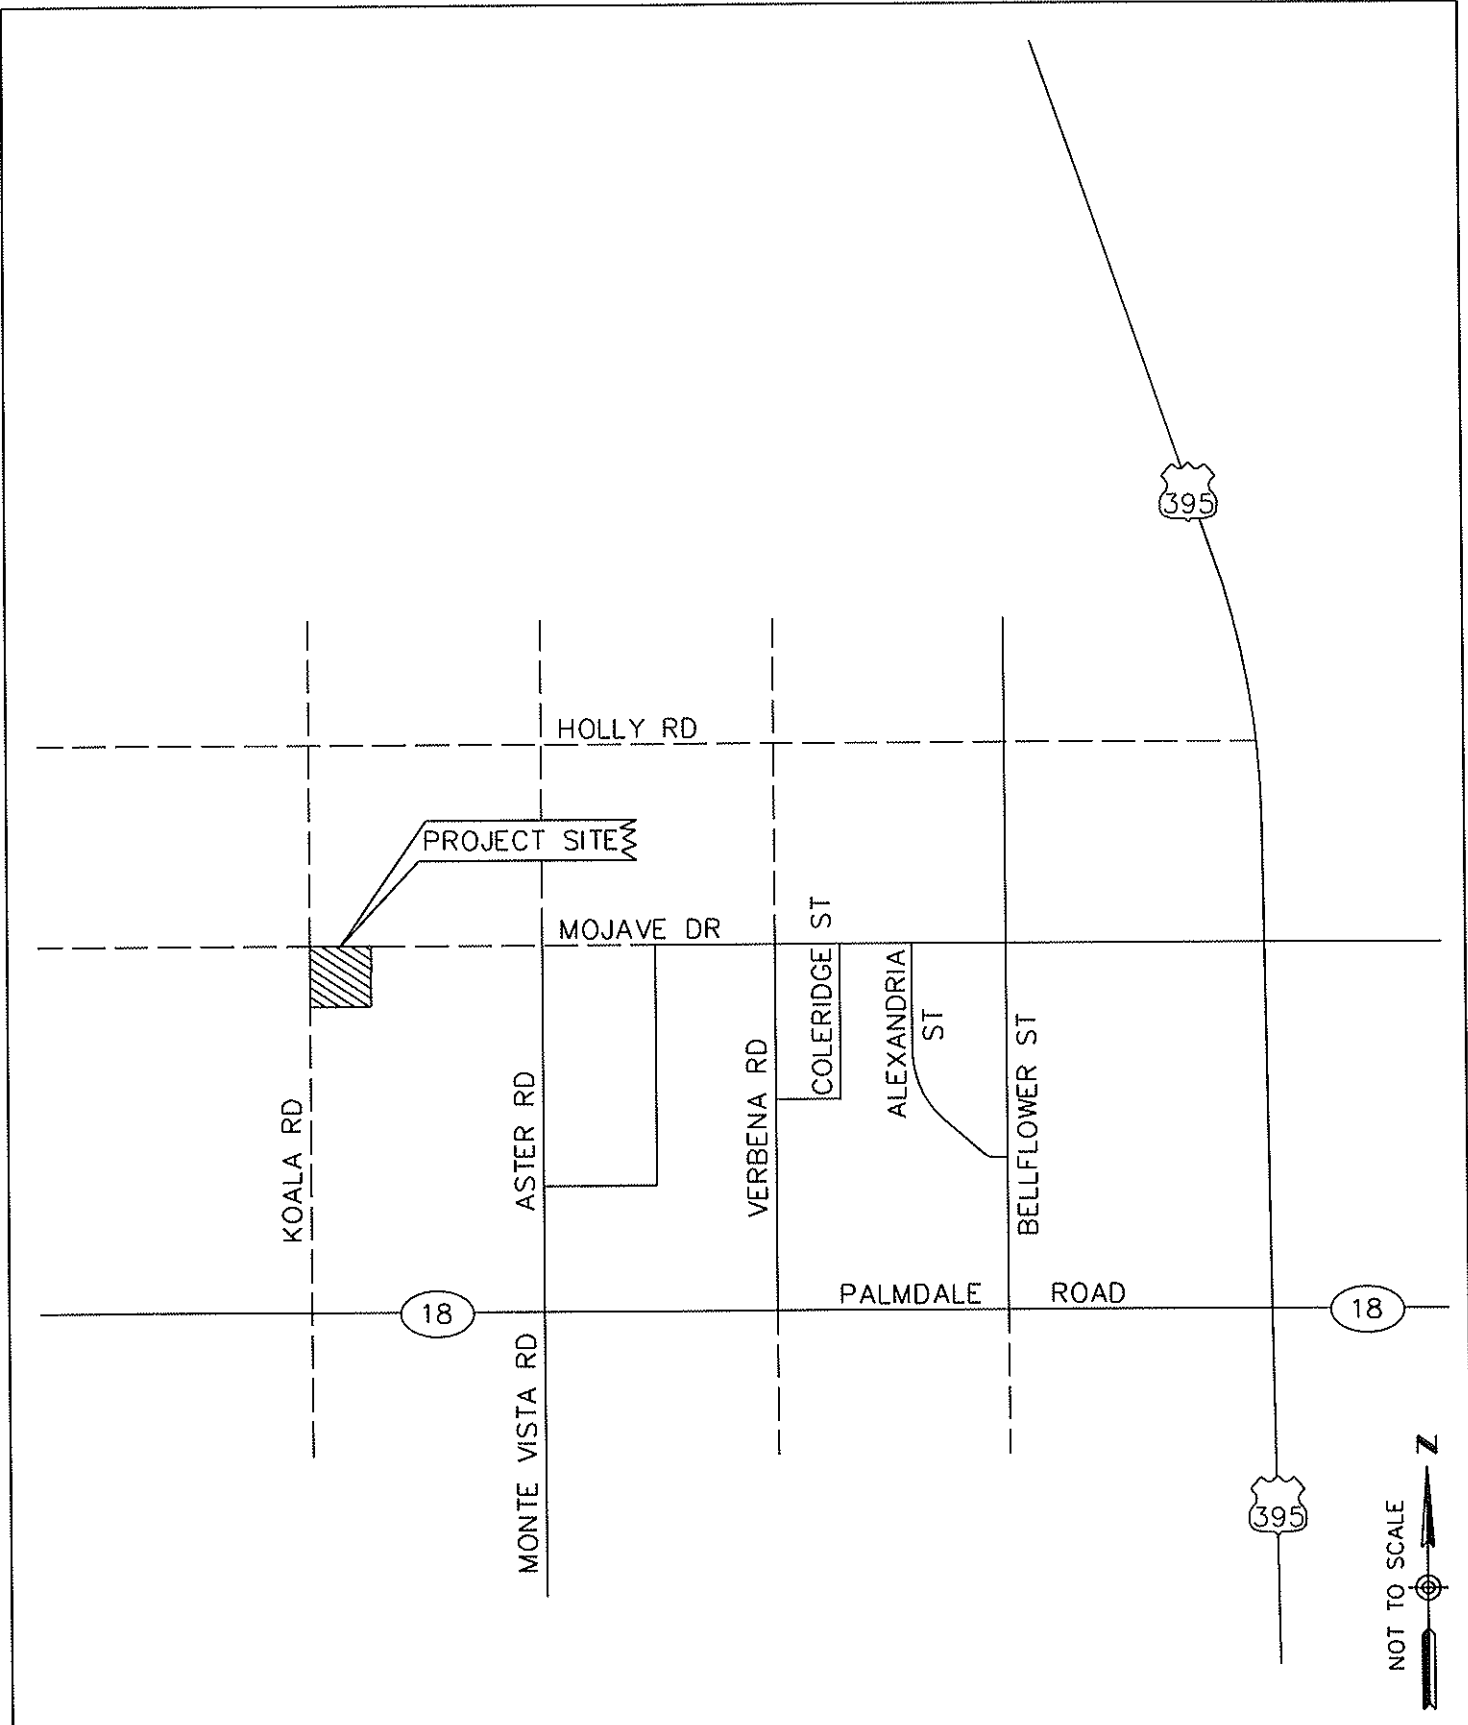 395
HOLLY RD
PROJECT SITE
MOJAVE DR
COLERIDGE ST
ALEXANDRIA
ST
KOALA RD
ASTER RD
VERBENA RD
BELLFLOWER ST
PALMDALE ROAD
18
18
MONTE VISTA RD
395
NOT TO SCALE
N